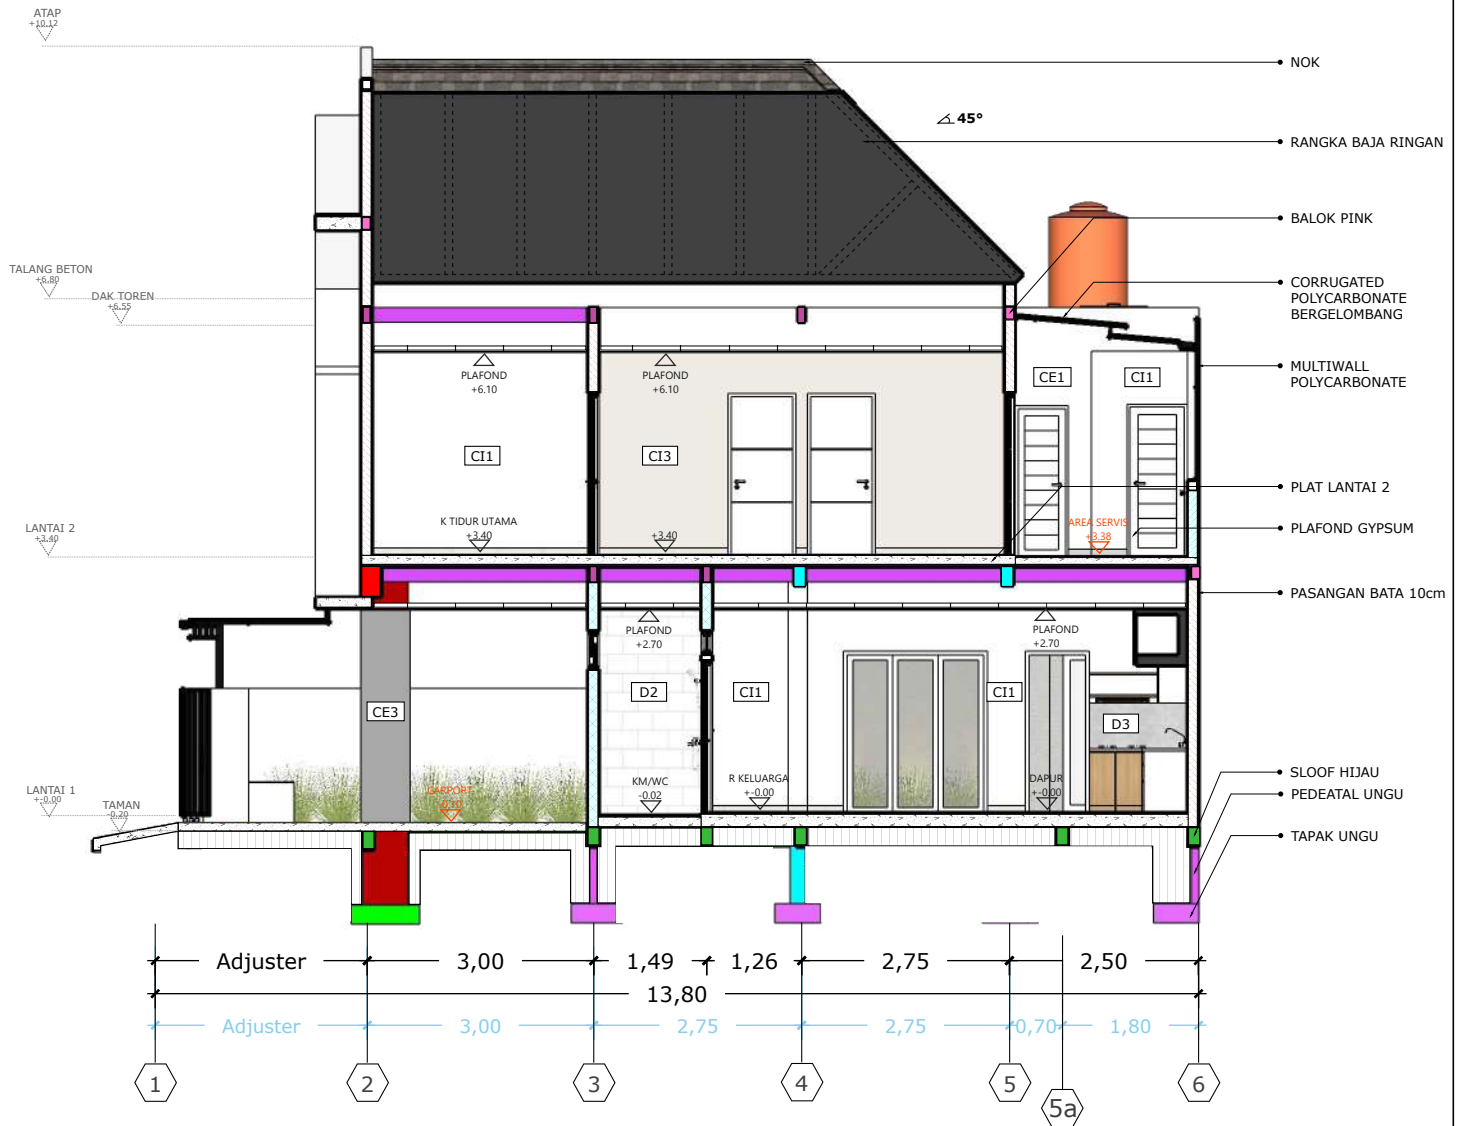 ATAP
+10.12
NOK
45°
RANGKA BAJA RINGAN
BALOK PINK
TALANG BETON
+6.80
DAK TOREN
+6.55
CORRUGATED
POLYCARBONATE
BERGELOMBANG
PLAFOND
+6.10
PLAFOND
+6.10
CE1
CI1
MULTIWALL
POLYCARBONATE
CI1
CI3
PLAT LANTAI 2
LANTAI 2
+3.40
K TIDUR UTAMA
+3.40
+3.40
AREA SERVIS
+3.38
PLAFOND GYPSUM
PASANGAN BATA 10cm
PLAFOND
+2.70
PLAFOND
+2.70
CE3
D2
CI1
CI1
D3
LANTAI 1
+-0.00
TAMAN
-0.20
CARPORT
-0.10
KM/WC
-0.02
R KELUARGA
+-0.00
DAPUR
+-0.00
SLOOF HIJAU
PEDEATAL UNGU
TAPAK UNGU
Adjuster 3,00 1,49 1,26 2,75 2,50
13,80
Adjuster 3,00 2,75 2,75 0,70 1,80
1 2 3 4 5 6
5a